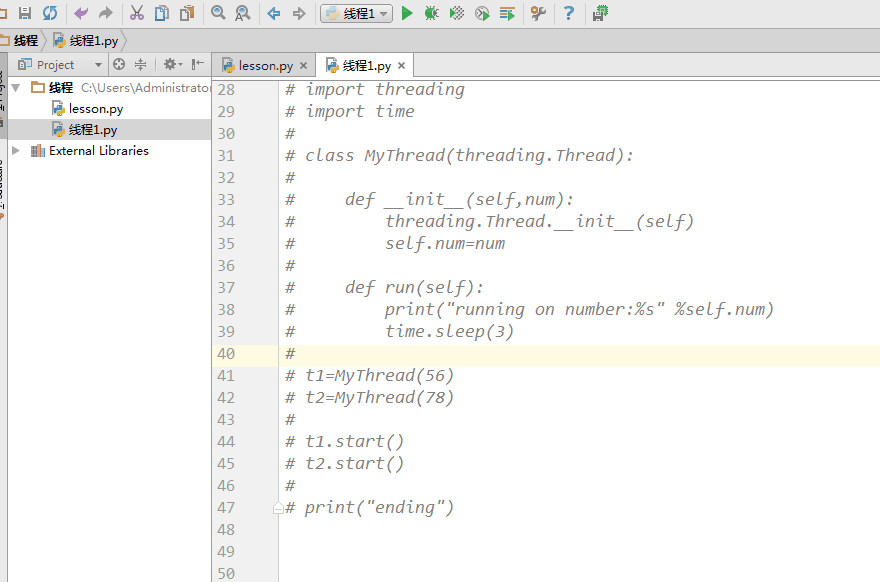 线程1
线程
线程1.py
Project
lesson.py
线程1.py
线程 C:\Users\Administrator
lesson.py
线程1.py
External Libraries
28 # import threading
29 # import time
30 #
31 # class MyThread(threading.Thread):
32 #
33 #     def __init__(self,num):
34 #         threading.Thread.__init__(self)
35 #         self.num=num
36 #
37 #     def run(self):
38 #         print("running on number:%s" %self.num)
39 #         time.sleep(3)
40 #
41 # t1=MyThread(56)
42 # t2=MyThread(78)
43 #
44 # t1.start()
45 # t2.start()
46 #
47 # print("ending")
48
49
50